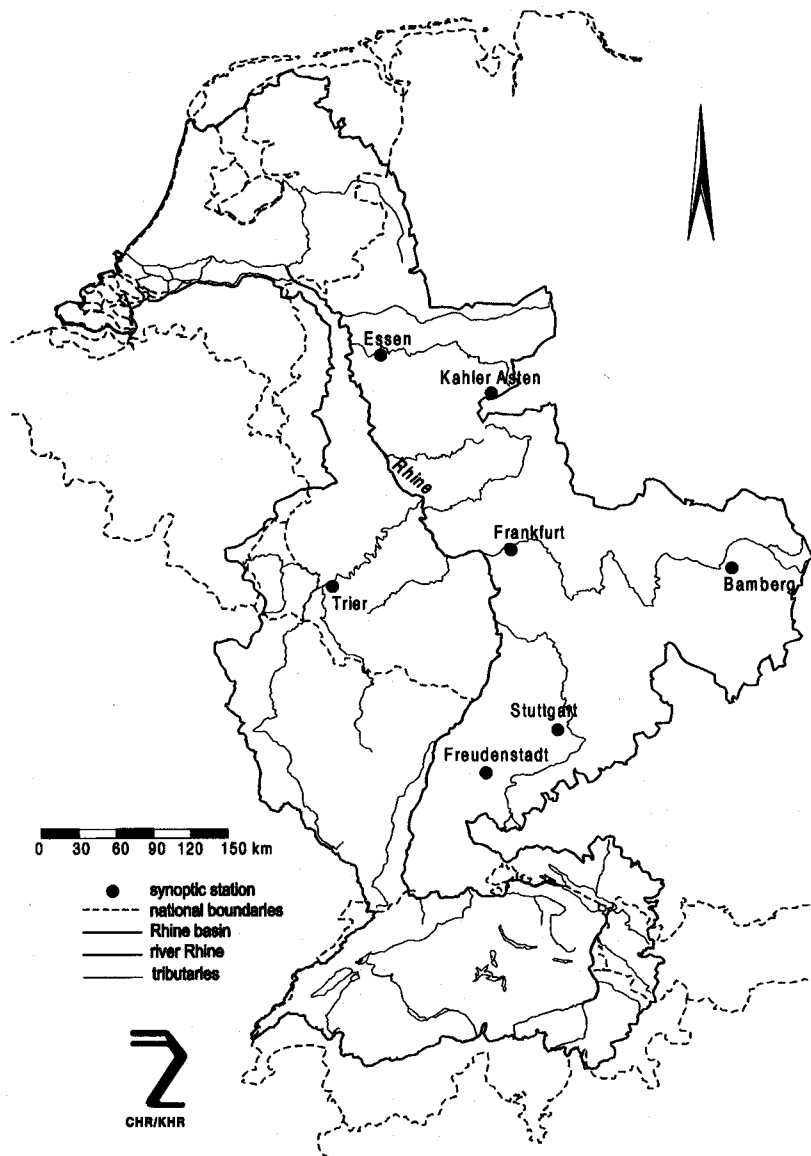 Essen
Kahler Asten
Rhine
Frankfurt
Bamberg
Trier
Stuttgart
Freudenstadt
0 30 60 90 120 150 km
synoptic station
national boundaries
Rhine basin
river Rhine
tributaries
CHR/KHR